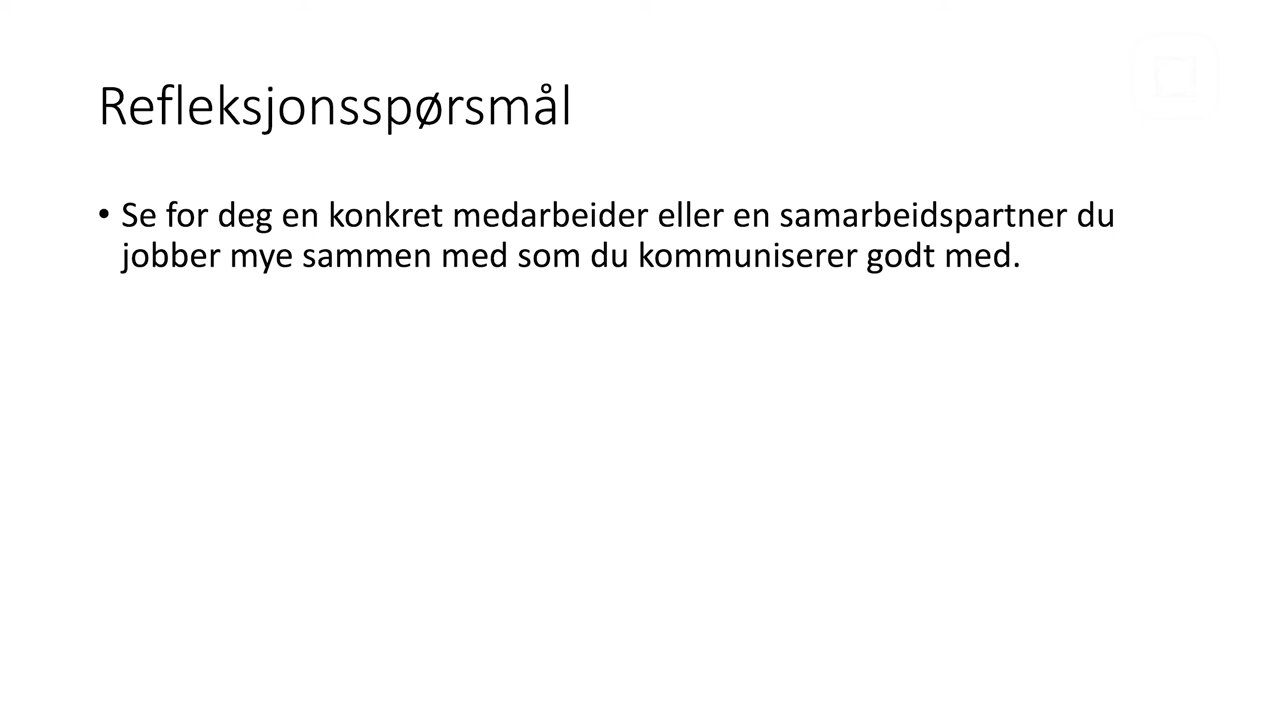 Refleksjonsspørsmål
• Se for deg en konkret medarbeider eller en samarbeidspartner du
jobber mye sammen med som du kommuniserer godt med.